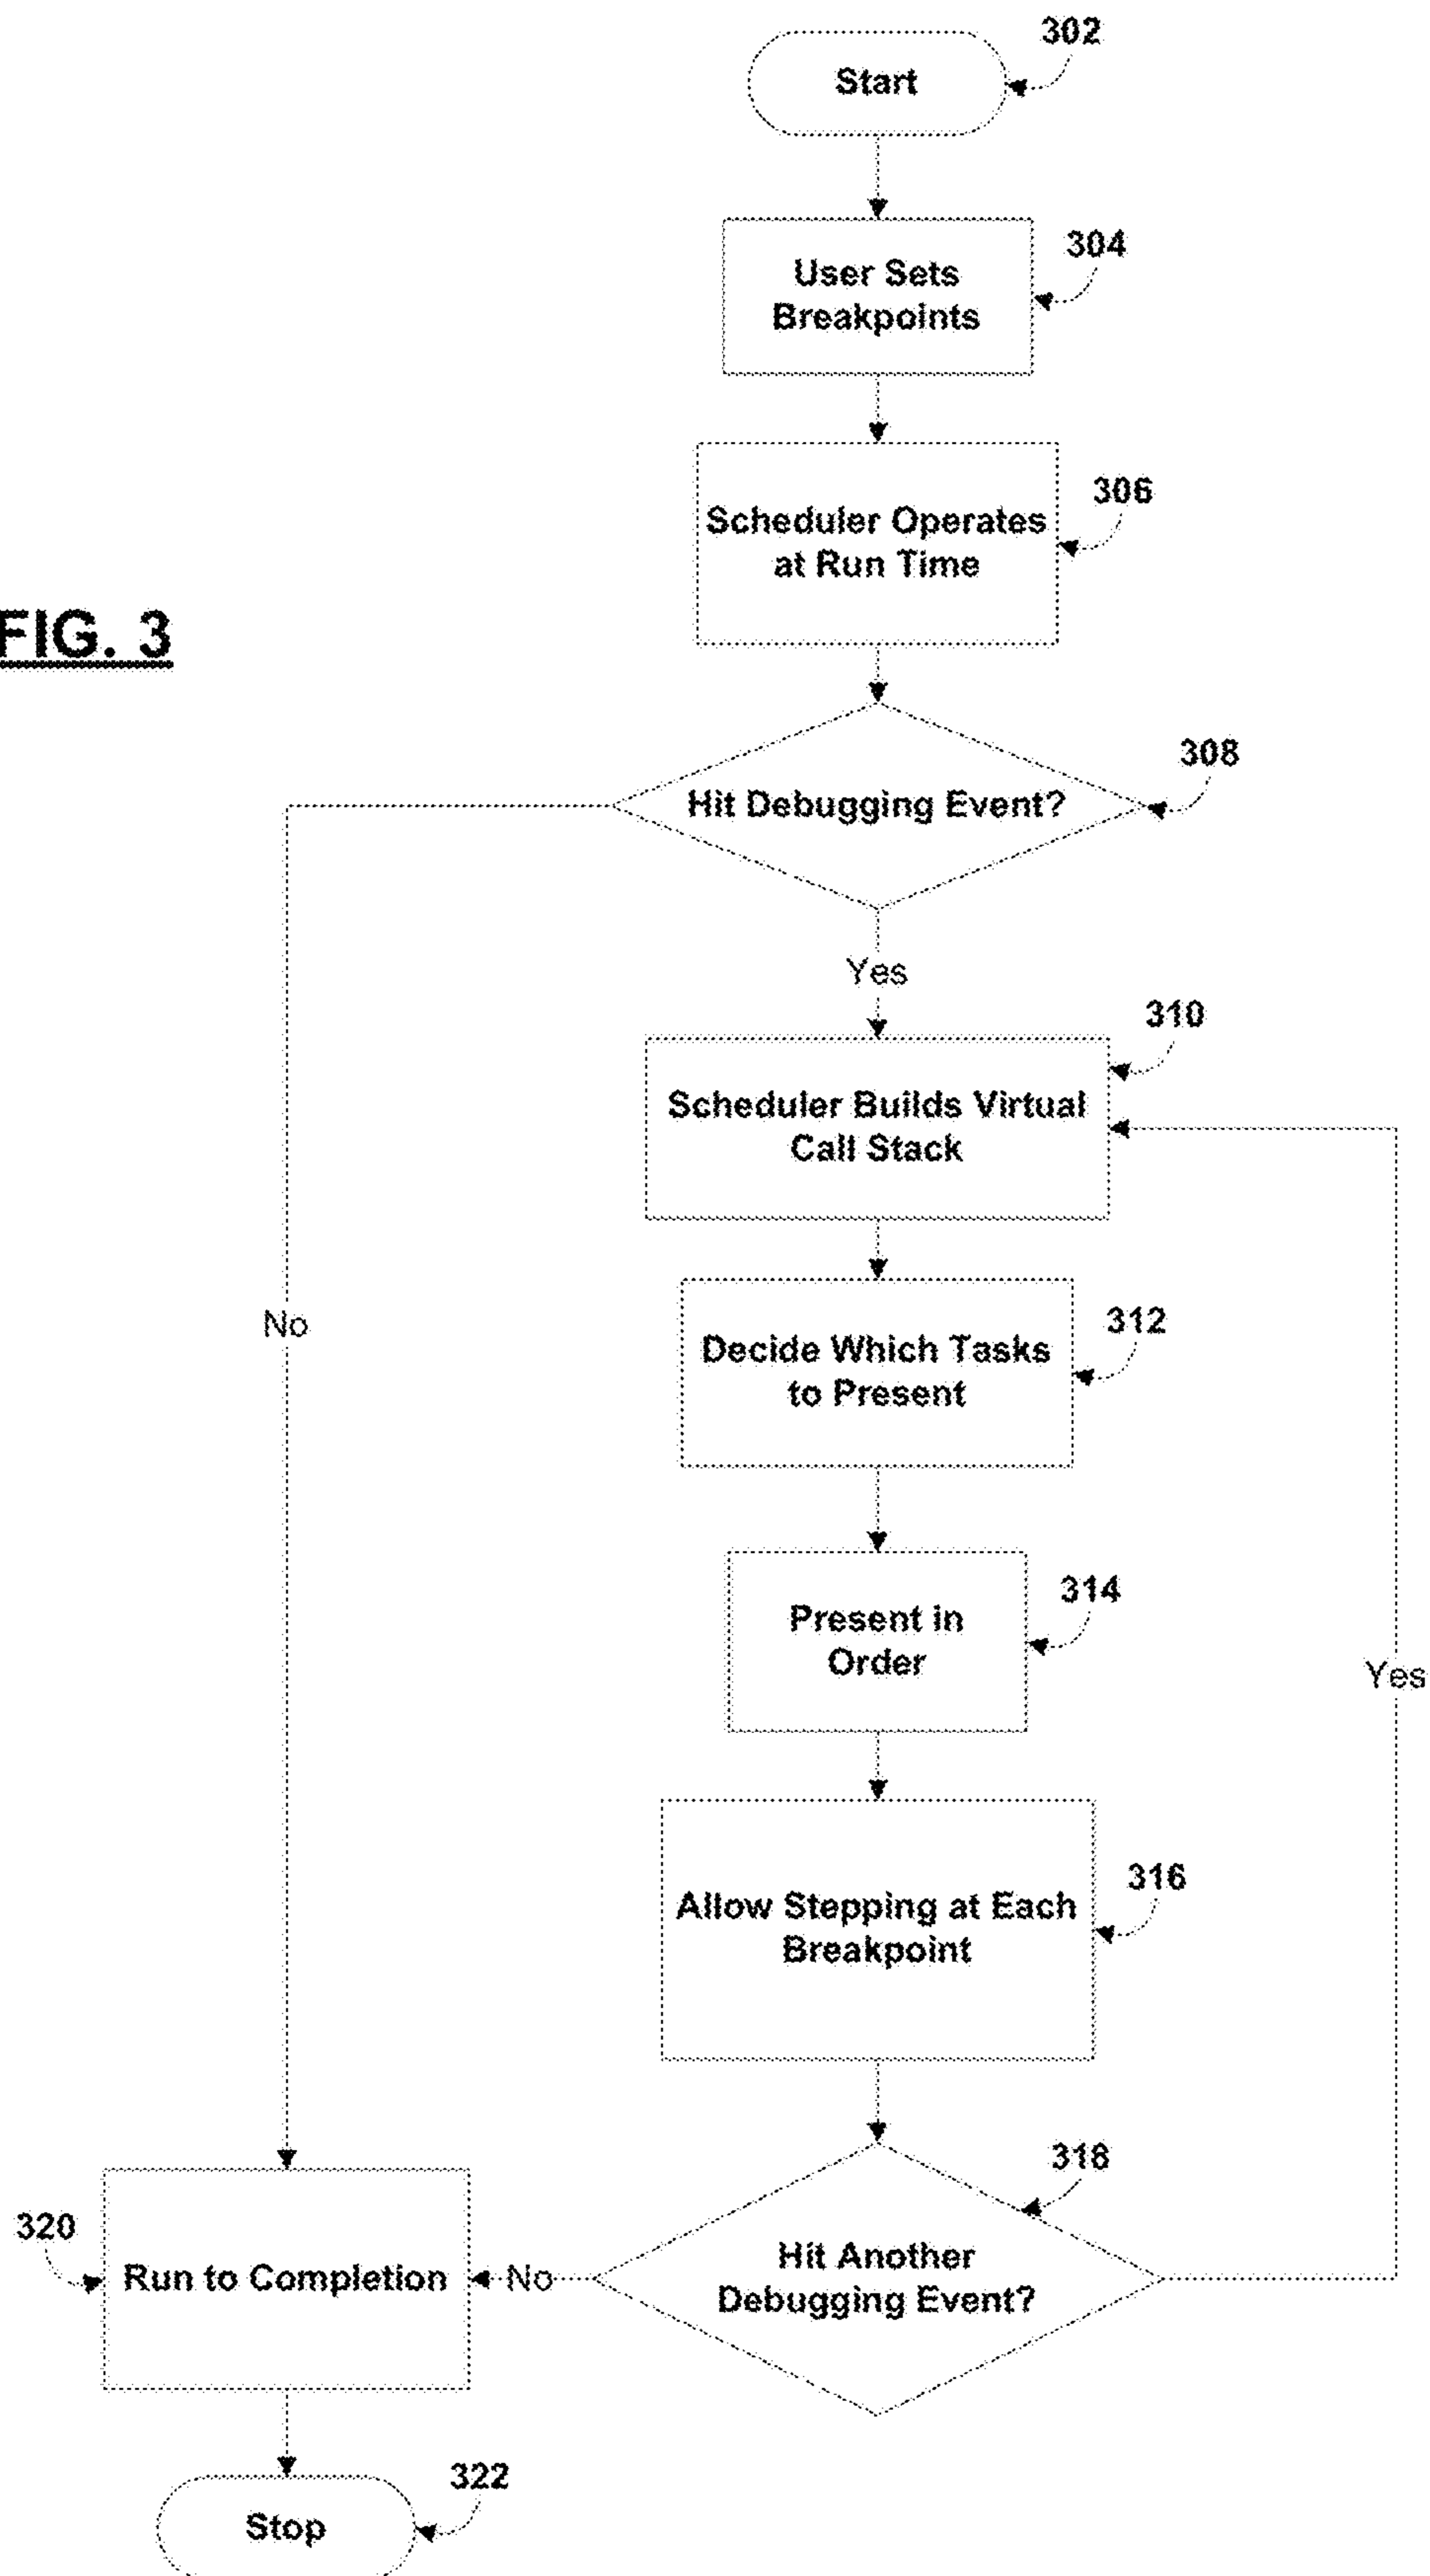 302
Start
304
User Sets
Breakpoints
306
Scheduler Operates
at Run Time
FIG. 3
308
Hit Debugging Event?
Yes
310
Scheduler Builds Virtual
Call Stack
No
312
Decide Which Tasks
to Present
314
Present in
Order
Yes
316
Allow Stepping at Each
Breakpoint
318
320
Run to Completion
No
Hit Another
Debugging Event?
322
Stop